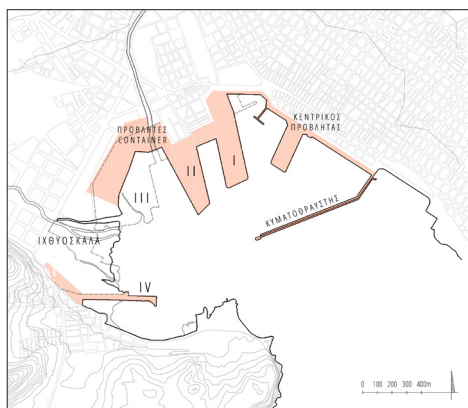 ΠΡΟΒΛΗΤΕΣ
CONTAINER
ΚΕΝΤΡΙΚΟΣ
ΠΡΟΒΛΗΤΑΣ
I
II
III
ΚΥΜΑΤΟΘΡΑΥΣΤΗΣ
ΙΧΘΥΟΣΚΑΛΑ
IV
0 100 200 300 400m